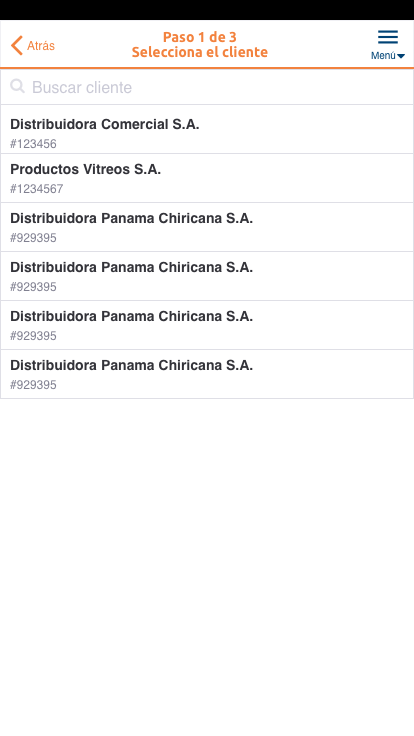 Atrás
Paso 1 de 3
Selecciona el cliente
Menú
Buscar cliente
Distribuidora Comercial S.A.
#123456
Productos Vitreos S.A.
#1234567
Distribuidora Panama Chiricana S.A.
#929395
Distribuidora Panama Chiricana S.A.
#929395
Distribuidora Panama Chiricana S.A.
#929395
Distribuidora Panama Chiricana S.A.
#929395